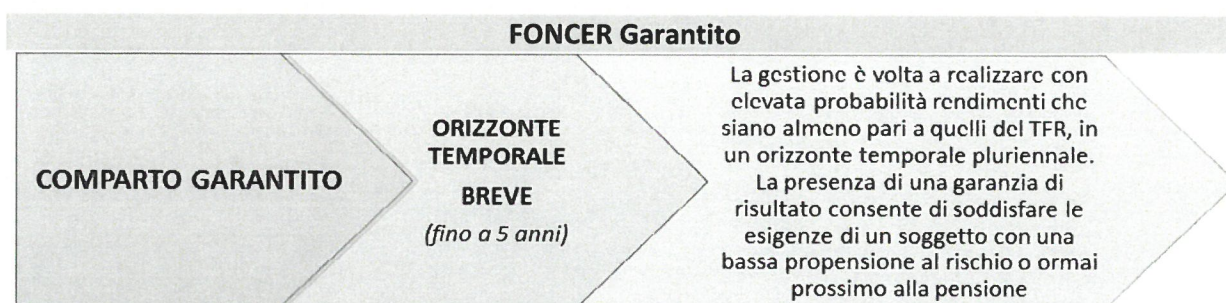 FONCER Garantito
COMPARTO GARANTITO
ORIZZONTE
TEMPORALE
BREVE
(fino a 5 anni)
La gestione è volta a realizzare con
elevata probabilità rendimenti che
siano almeno pari a quelli del TFR, in
un orizzonte temporale pluriennale.
La presenza di una garanzia di
risultato consente di soddisfare le
esigenze di un soggetto con una
bassa propensione al rischio o ormai
prossimo alla pensione